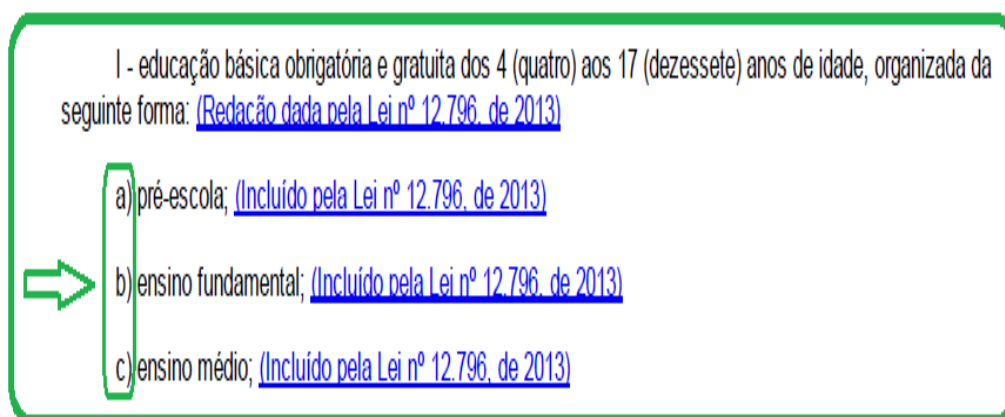 I - educação básica obrigatória e gratuita dos 4 (quatro) aos 17 (dezessete) anos de idade, organizada da
seguinte forma: (Redação dada pela Lei nº 12.796, de 2013)
a) pré-escola; (Incluído pela Lei nº 12.796, de 2013)
b) ensino fundamental; (Incluído pela Lei nº 12.796, de 2013)
c) ensino médio; (Incluído pela Lei nº 12.796, de 2013)